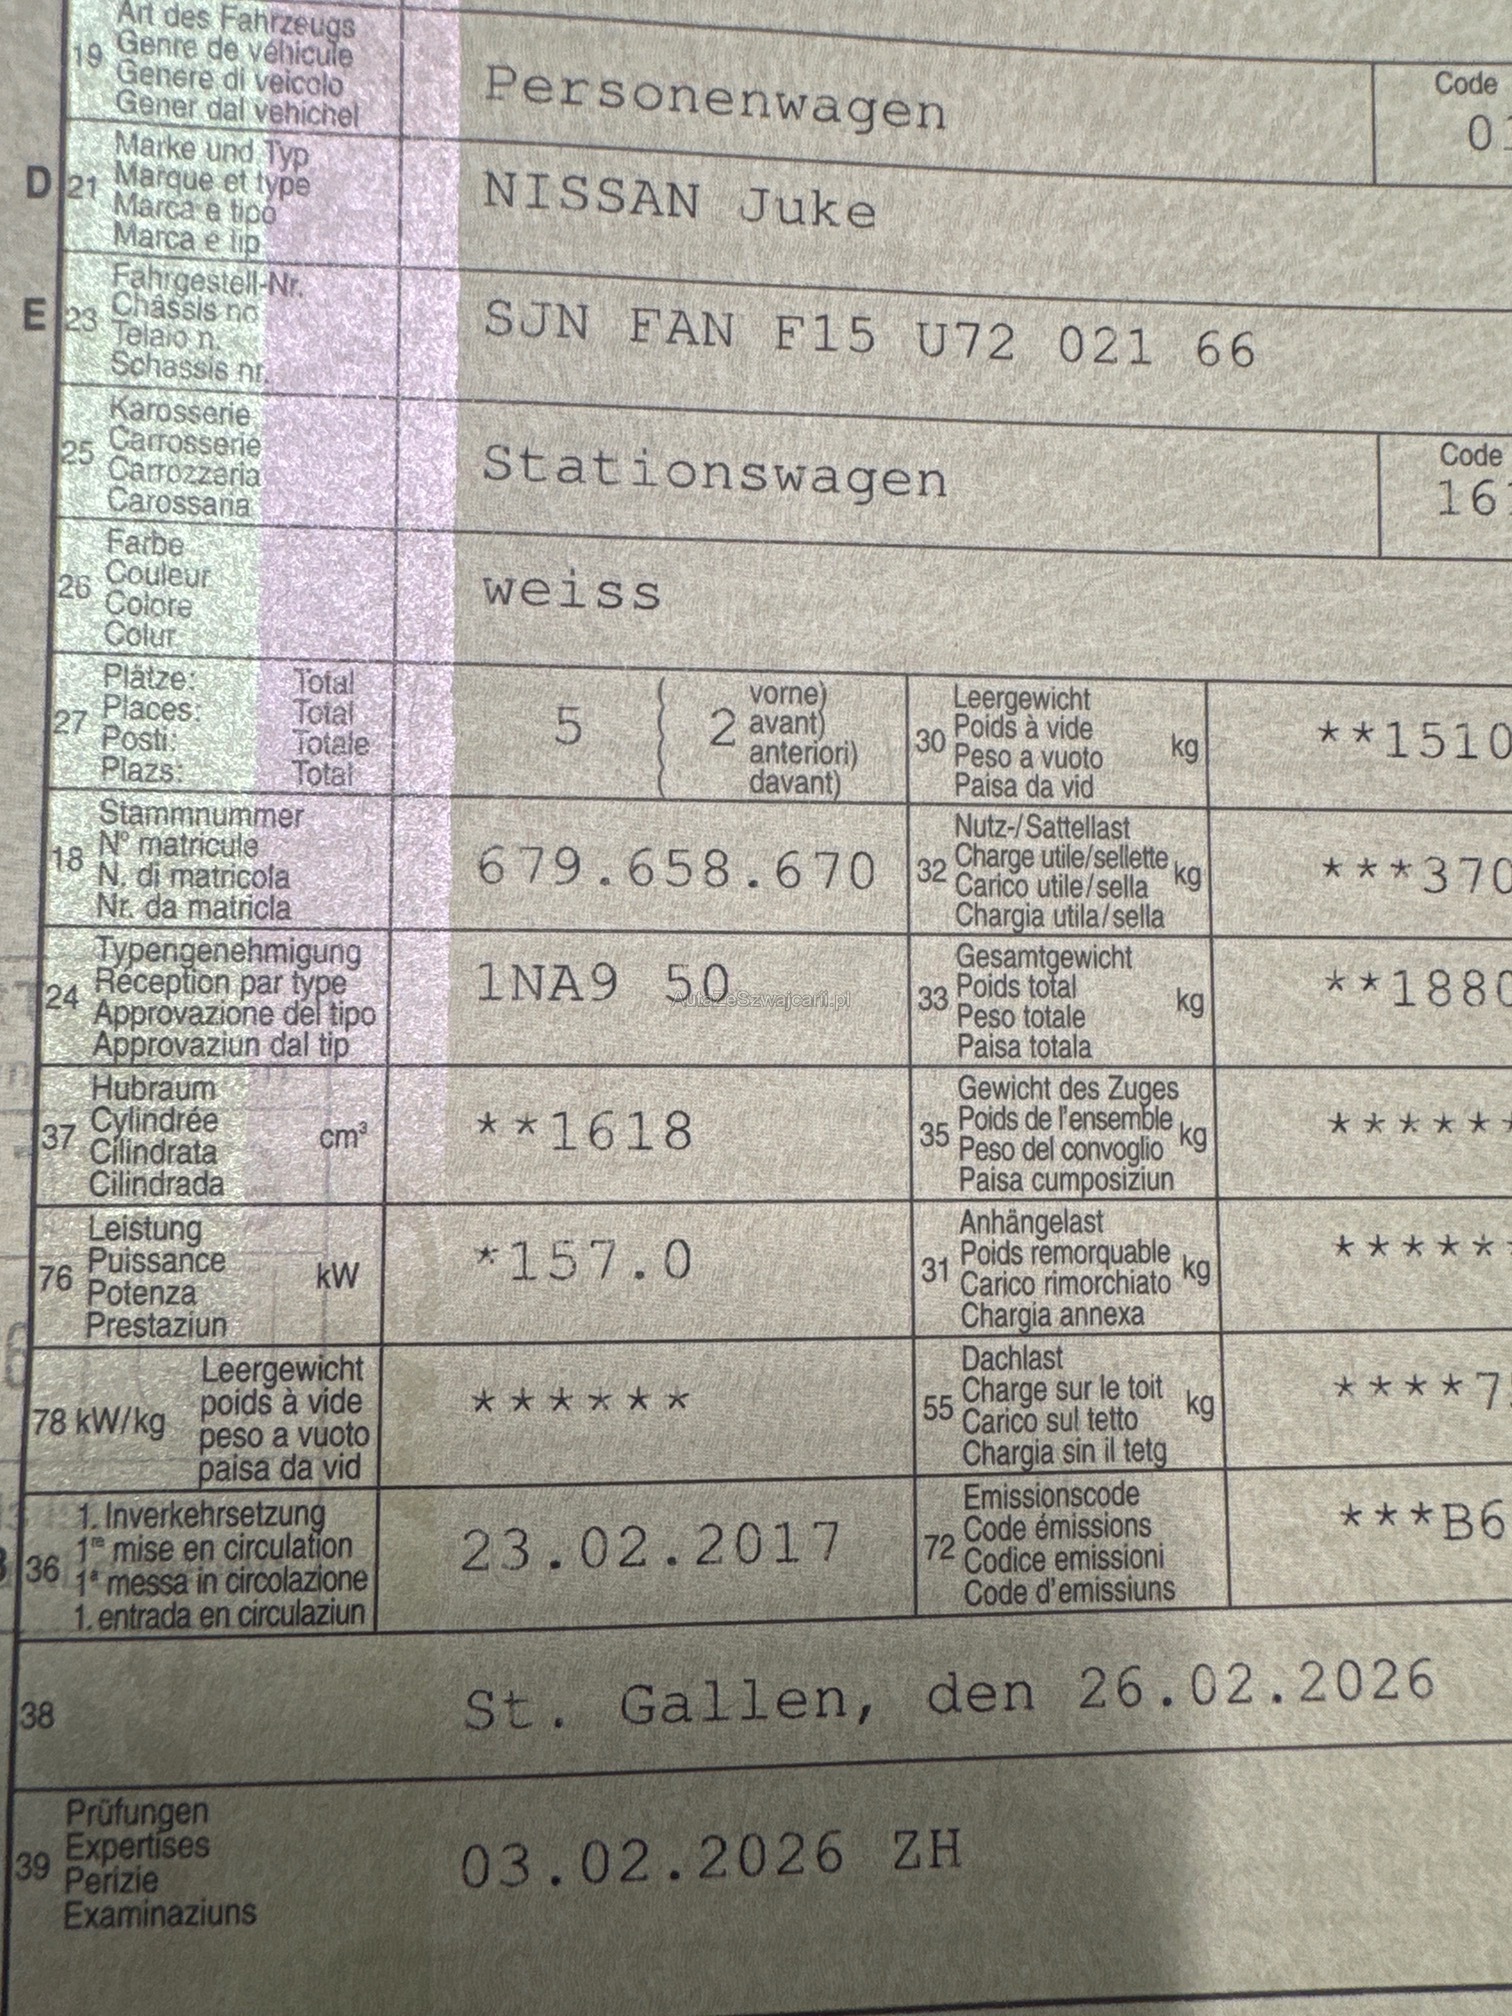 Art des Fahrzeugs
19 Genre de véhicule
Genere di veicolo
Gener dal vehichel
Personenwagen
Code
D 21 Marke und Typ
Marque et type
Marca e tipo
Marca e tip
NISSAN Juke
E 23 Fahrgestell-Nr.
Châssis no
Telaio n.
Schassis nr.
SJN FAN F15 U72 021 66
25 Karosserie
Carrosserie
Carrozzeria
Carossaria
Stationswagen
Code
26 Farbe
Couleur
Colore
Colur
weiss
27 Plätze: Total
Places: Total
Posti: Totale
Plazs: Total
5 ( 2 vorne)
avant)
anteriori)
davant)
30 Leergewicht
Poids à vide
Peso a vuoto
Paisa da vid
kg
**1510
18 Stammnummer
N° matricule
N. di matricola
Nr. da matricla
679.658.670
32 Nutz-/Sattellast
Charge utile/sellette
Carico utile/sella
Chargia utila/sella
kg
***370
24 Typengenehmigung
Réception par type
Approvazione del tipo
Approvaziun dal tip
1NA9 50
AutaZeSzwajcarii.pl
33 Gesamtgewicht
Poids total
Peso totale
Paisa totala
kg
**1880
37 Hubraum
Cylindrée
Cilindrata
Cilindrada
cm³
**1618
35 Gewicht des Zuges
Poids de l'ensemble
Peso del convoglio
Paisa cumposiziun
kg
******
76 Leistung
Puissance
Potenza
Prestaziun
kW
*157.0
31 Anhängelast
Poids remorquable
Carico rimorchiato
Chargia annexa
kg
******
78 kW/kg
Leergewicht
poids à vide
peso a vuoto
paisa da vid
******
55 Dachlast
Charge sur le toit
Carico sul tetto
Chargia sin il tetg
kg
****7
36 1. Inverkehrsetzung
1re mise en circulation
1a messa in circolazione
1. entrada en circulaziun
23.02.2017
72 Emissionscode
Code émissions
Codice emissioni
Code d'emissiuns
***B6
38
St. Gallen, den 26.02.2026
39 Prüfungen
Expertises
Perizie
Examinaziuns
03.02.2026 ZH